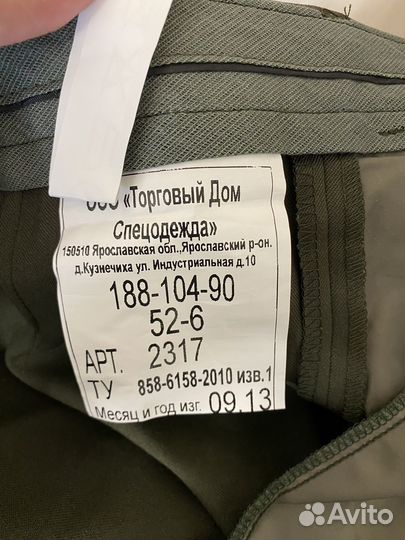 ООО «Торговый Дом
Спецодежда»
150510 Ярославская обл.,Ярославский р-он.
д.Кузнечиха ул. Индустриальная д.10
188-104-90
52-6
АРТ. 2317
ТУ 858-6158-2010 изв.1
Месяц и год изг. 09.13
Avito